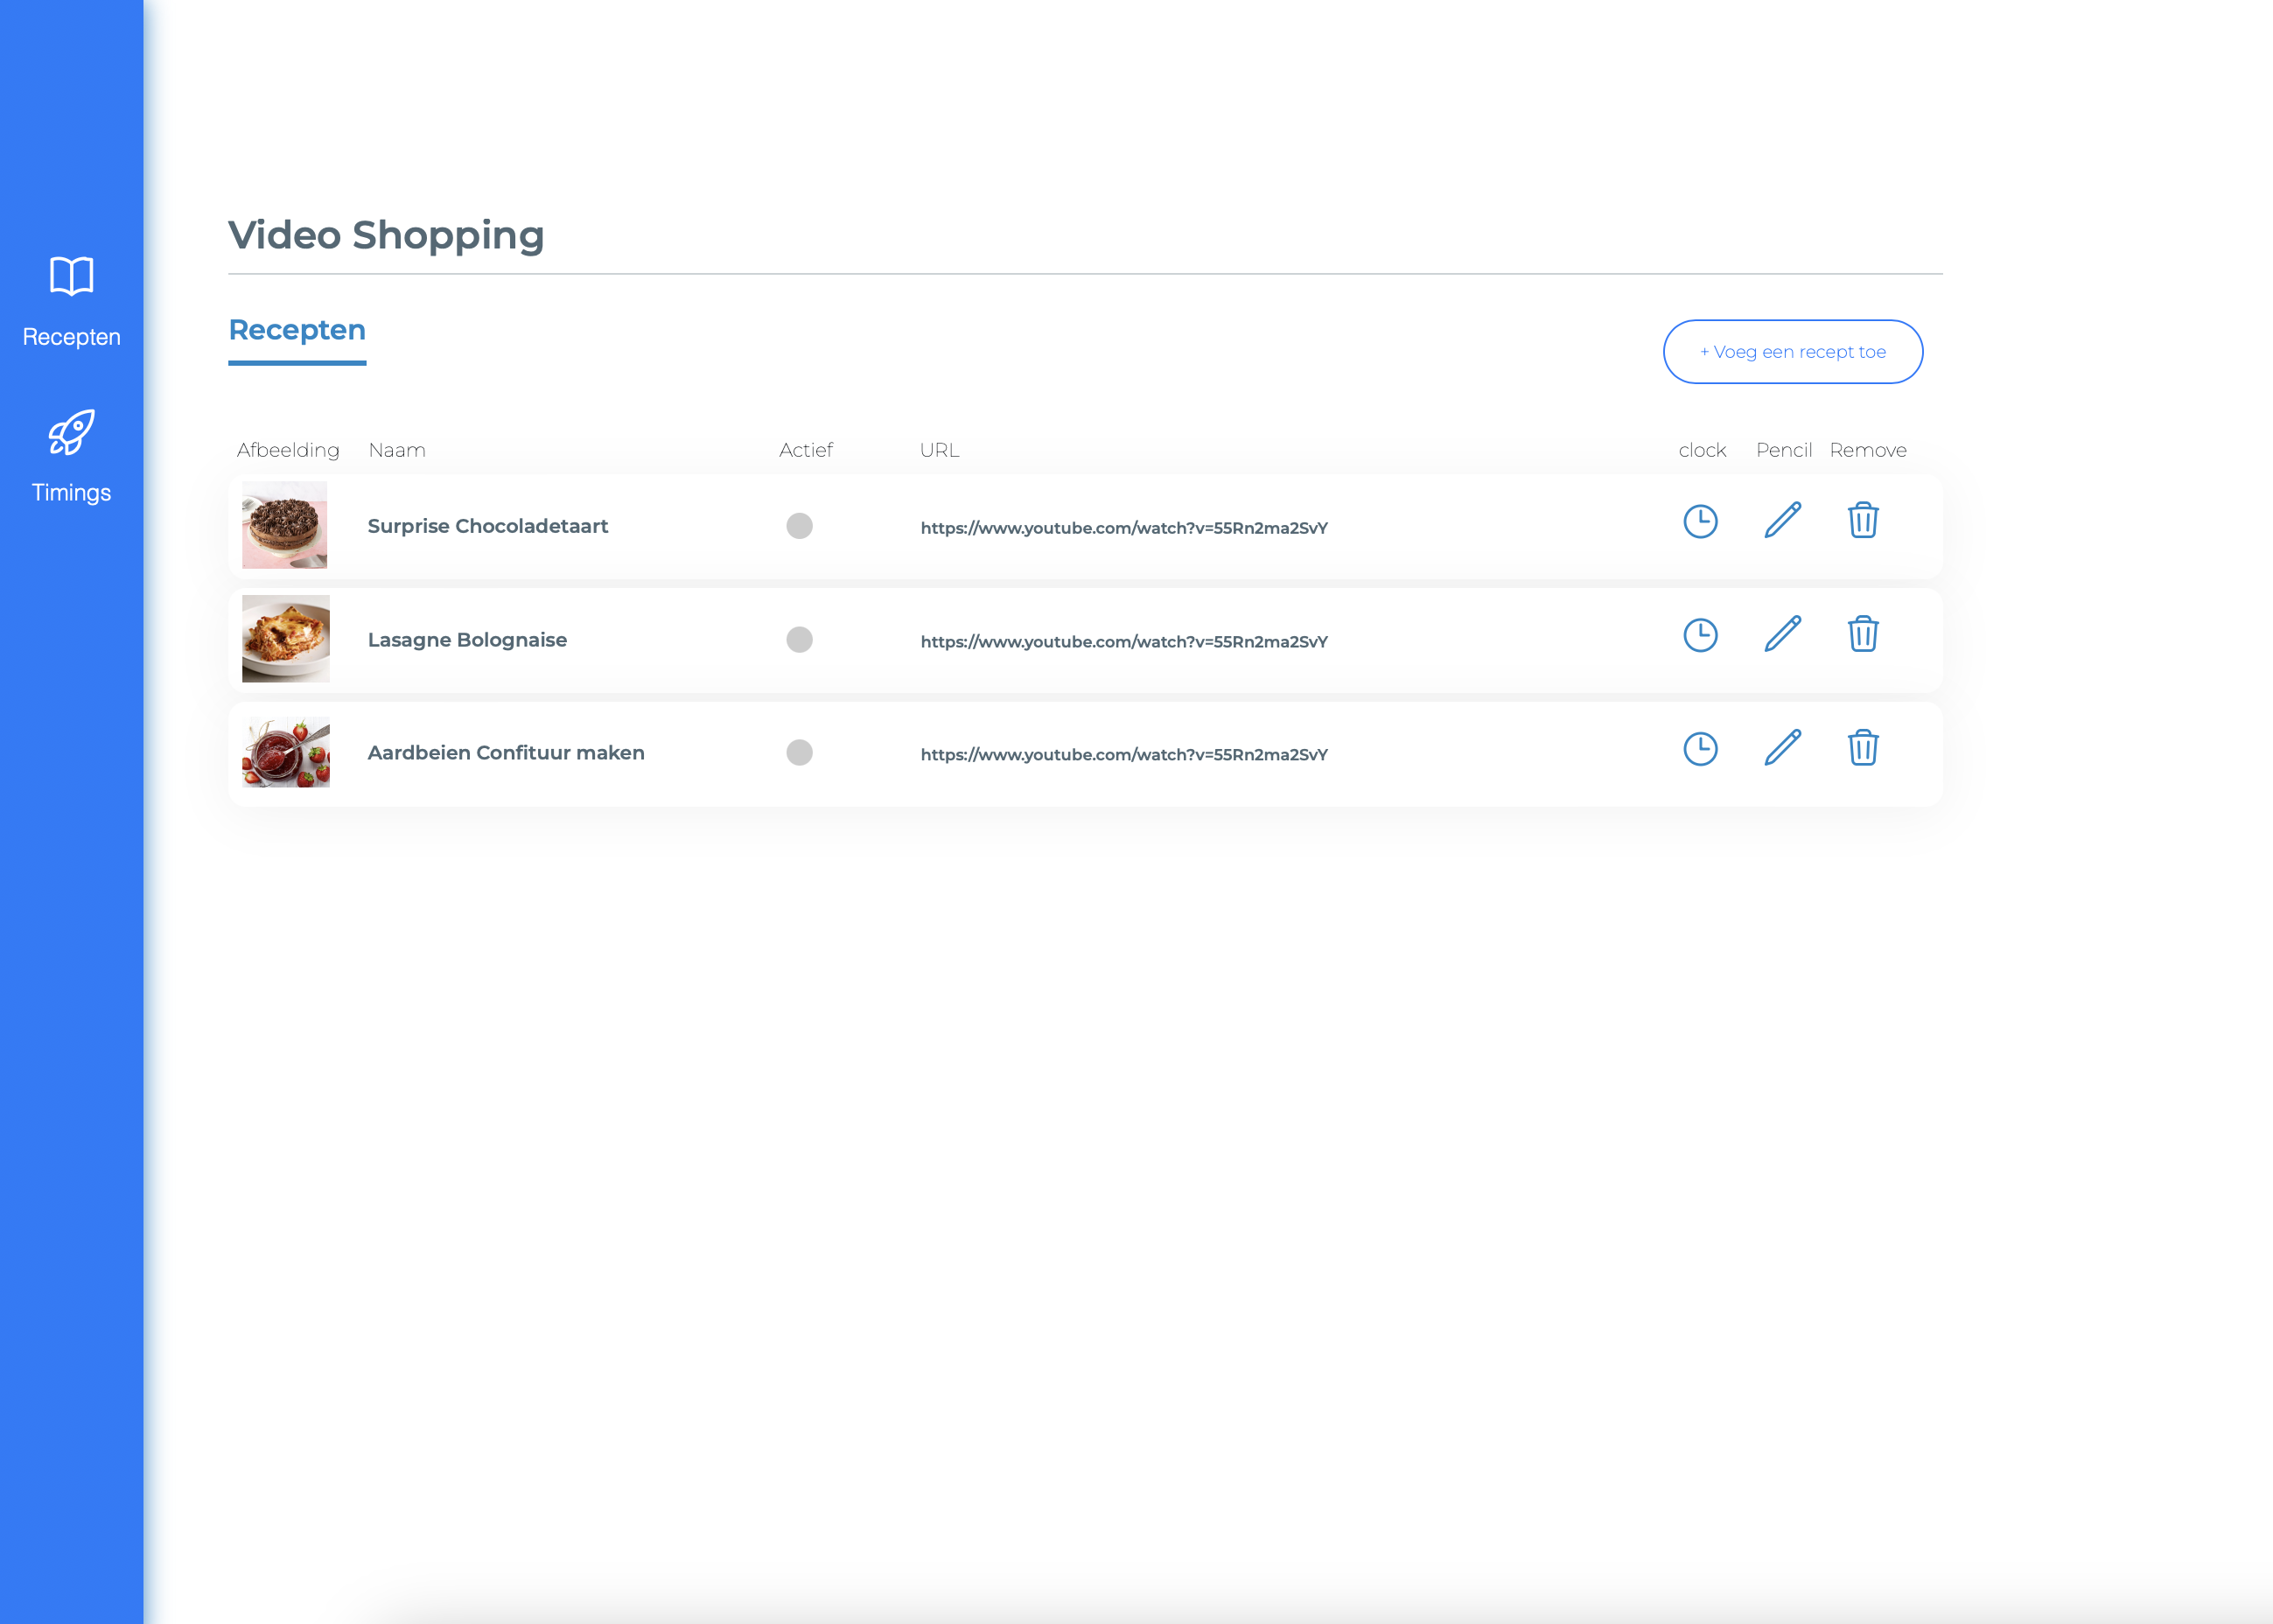 Recepten
Timings
Video Shopping
Recepten
+ Voeg een recept toe
Afbeelding Naam Actief URL clock Pencil Remove
Surprise Chocoladetaart https://www.youtube.com/watch?v=55Rn2ma2SvY
Lasagne Bolognaise https://www.youtube.com/watch?v=55Rn2ma2SvY
Aardbeien Confituur maken https://www.youtube.com/watch?v=55Rn2ma2SvY